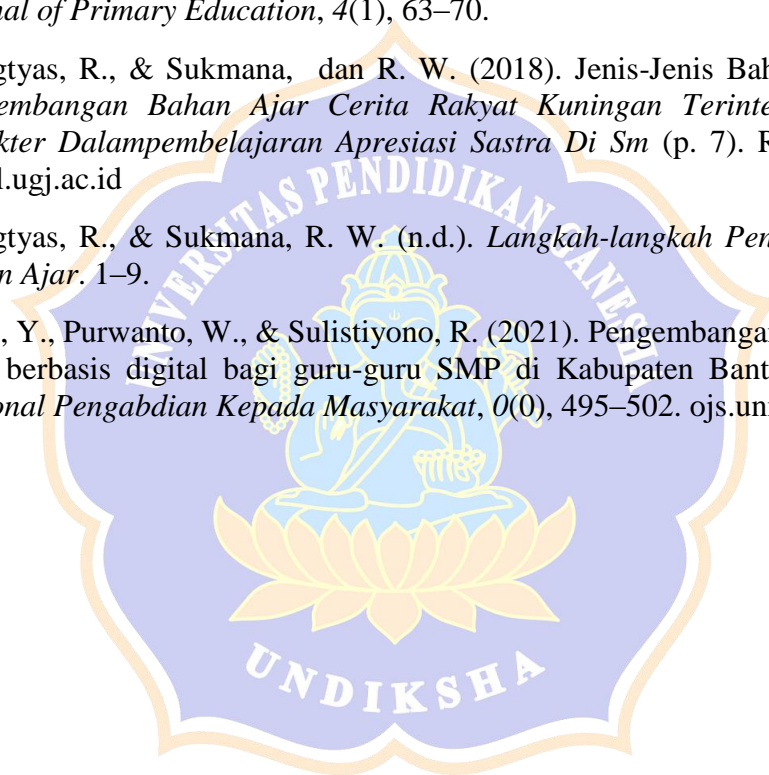 nal of Primary Education, 4(1), 63–70.
gtyas, R., & Sukmana, dan R. W. (2018). Jenis-Jenis Bah
embangan Bahan Ajar Cerita Rakyat Kuningan Terinte
kter Dalampembelajaran Apresiasi Sastra Di Sm (p. 7). R
l.ugj.ac.id
gtyas, R., & Sukmana, R. W. (n.d.). Langkah-langkah Pen
n Ajar. 1–9.
, Y., Purwanto, W., & Sulistiyono, R. (2021). Pengembangan
berbasis digital bagi guru-guru SMP di Kabupaten Bant
onal Pengabdian Kepada Masyarakat, 0(0), 495–502. ojs.uni
UNIVERSITAS PENDIDIKAN GANESHA
UNDIKSHA